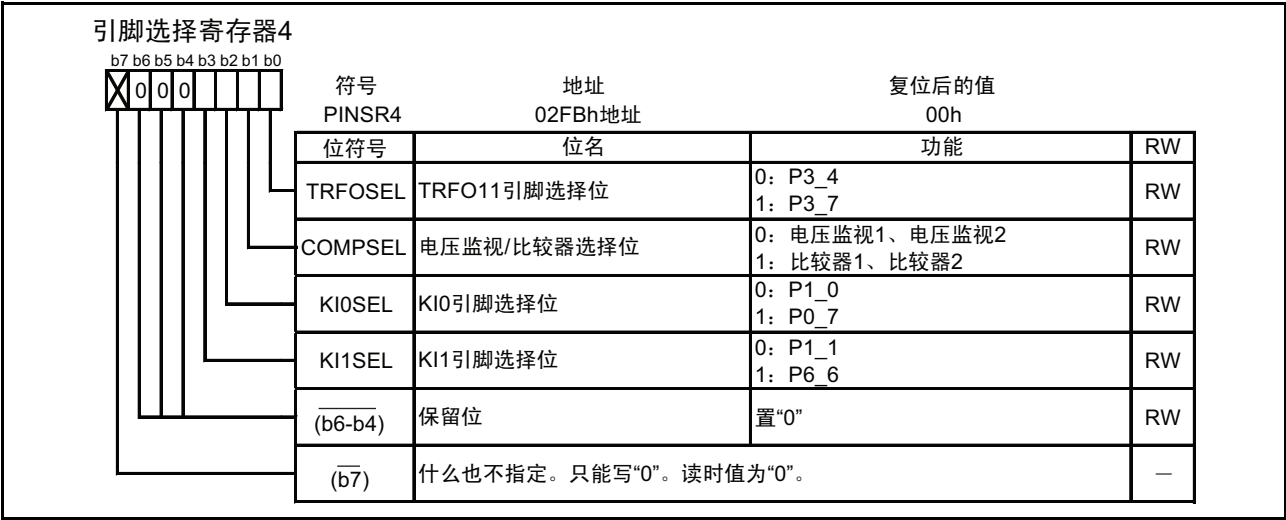 引脚选择寄存器4
b7 b6 b5 b4 b3 b2 b1 b0
0 0 0
符号 地址 复位后的值
PINSR4 02FBh地址 00h
位符号 位名 功能 RW
TRFOSEL TRFO11引脚选择位 0：P3_4 RW
1：P3_7
COMPSEL 电压监视/比较器选择位 0：电压监视1、电压监视2 RW
1：比较器1、比较器2
KI0SEL KI0引脚选择位 0：P1_0 RW
1：P0_7
KI1SEL KI1引脚选择位 0：P1_1 RW
1：P6_6
(b6-b4) 保留位 置“0” RW
(b7) 什么也不指定。只能写“0”。读时值为“0”。 —